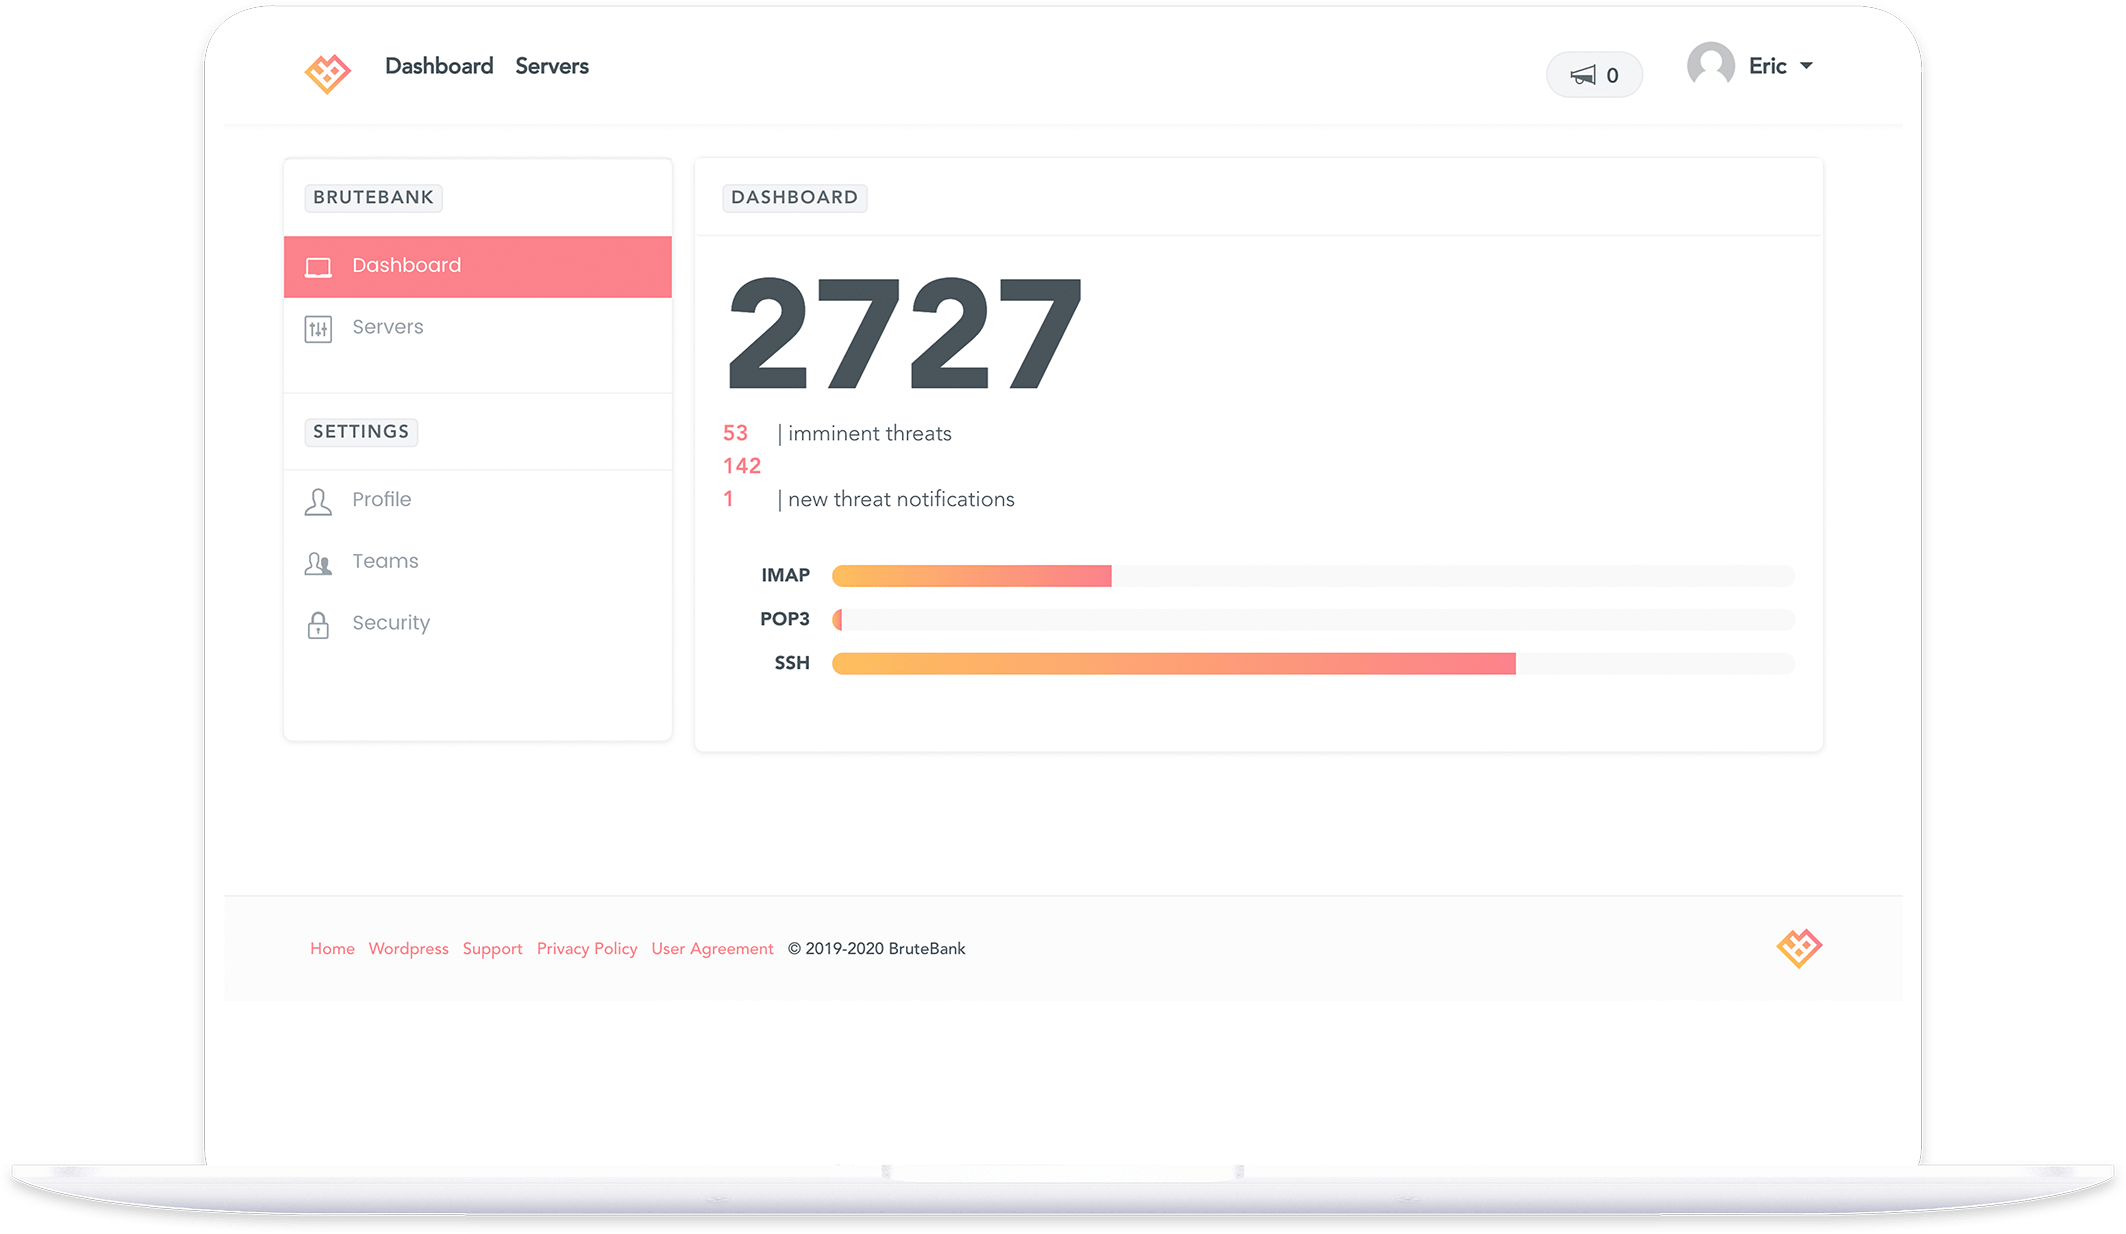 Dashboard Servers
0
Eric
BRUTEBANK
Dashboard
Servers
SETTINGS
Profile
Teams
Security
DASHBOARD
2727
53 | imminent threats
142
1 | new threat notifications
IMAP
POP3
SSH
Home Wordpress Support Privacy Policy User Agreement © 2019-2020 BruteBank